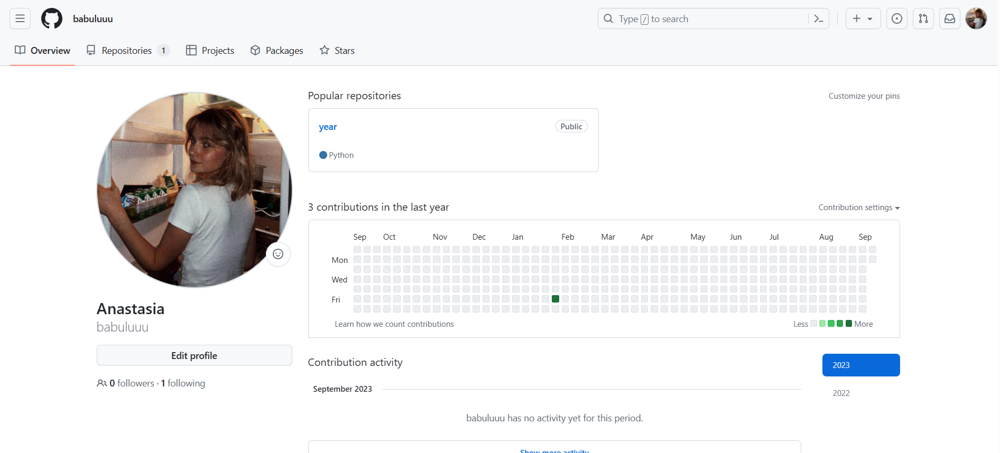 babuluuu
Type / to search
Overview Repositories 1 Projects Packages Stars
Popular repositories
Customize your pins
year
Public
Python
3 contributions in the last year
Contribution settings
Sep Oct Nov Dec Jan Feb Mar Apr May Jun Jul Aug Sep
Mon
Wed
Fri
Learn how we count contributions
Less More
Anastasia
babuluuu
Edit profile
0 followers · 1 following
Contribution activity
2023
2022
September 2023
babuluuu has no activity yet for this period.
Show more activity